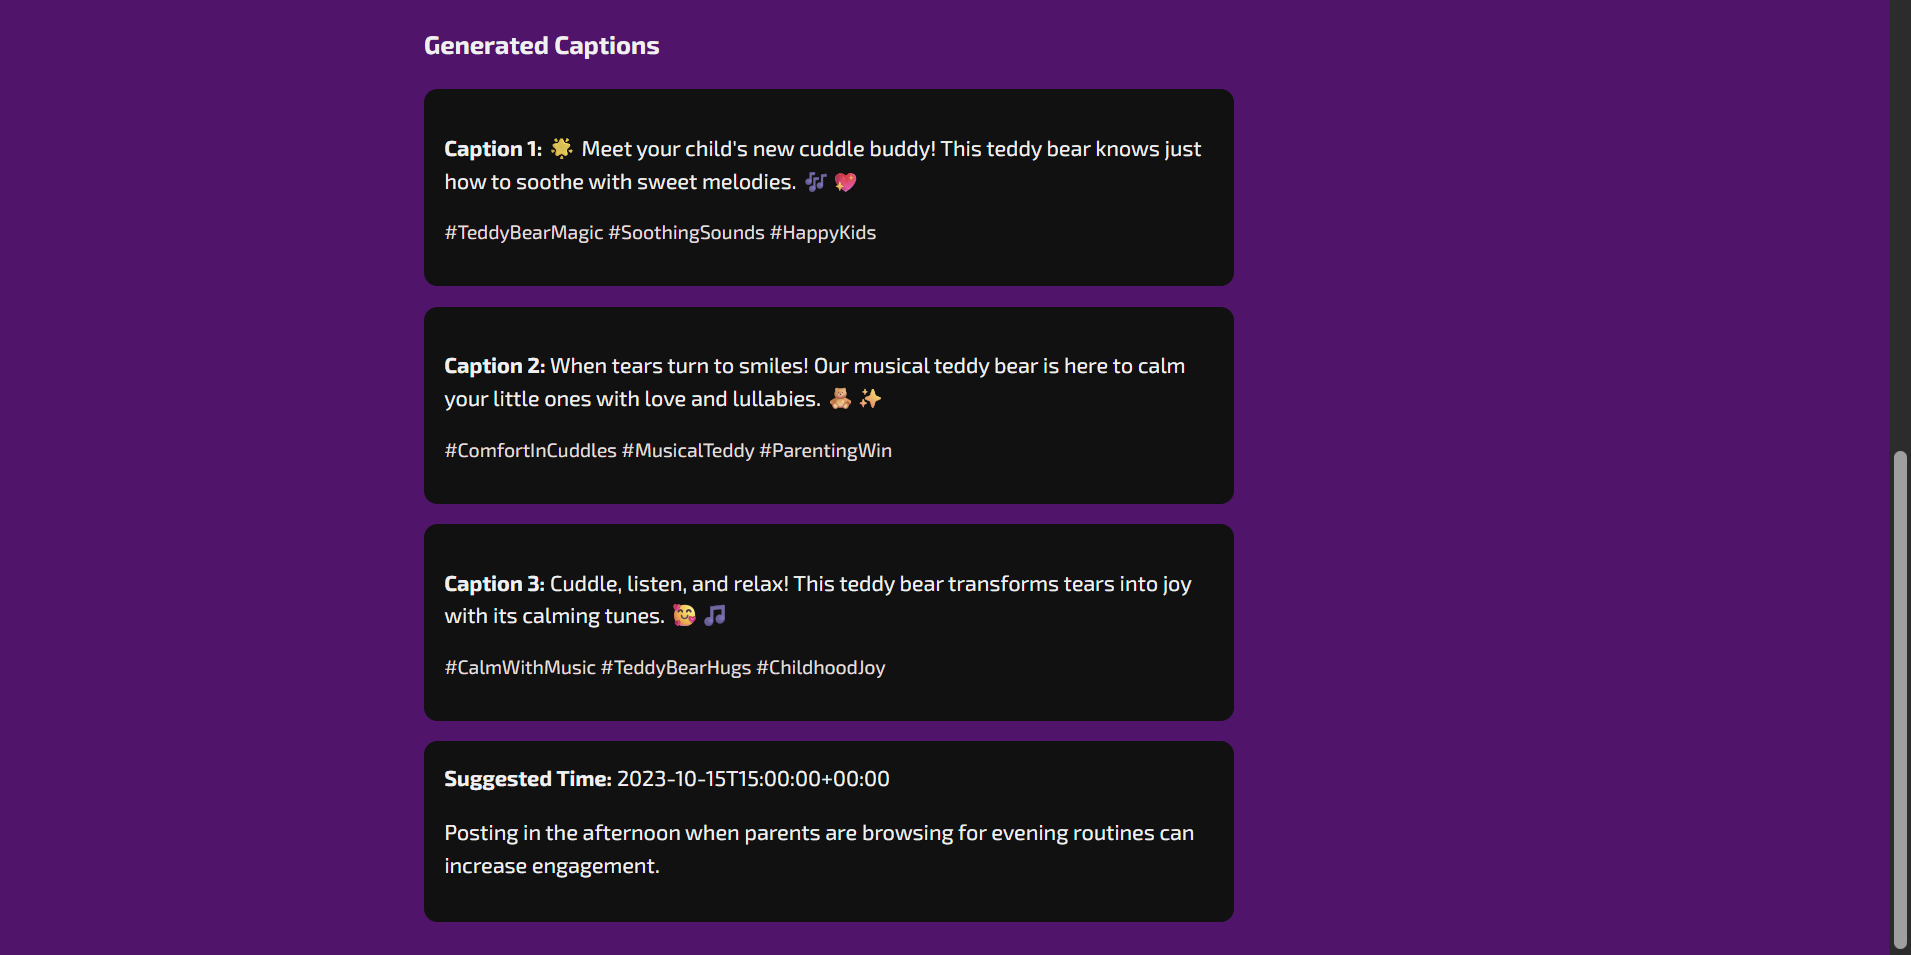 Generated Captions
Caption 1: 🌟 Meet your child's new cuddle buddy! This teddy bear knows just
how to soothe with sweet melodies. 🎶 💖
#TeddyBearMagic #SoothingSounds #HappyKids
Caption 2: When tears turn to smiles! Our musical teddy bear is here to calm
your little ones with love and lullabies. 🧸 ✨
#ComfortInCuddles #MusicalTeddy #ParentingWin
Caption 3: Cuddle, listen, and relax! This teddy bear transforms tears into joy
with its calming tunes. 🥰 🎵
#CalmWithMusic #TeddyBearHugs #ChildhoodJoy
Suggested Time: 2023-10-15T15:00:00+00:00
Posting in the afternoon when parents are browsing for evening routines can
increase engagement.